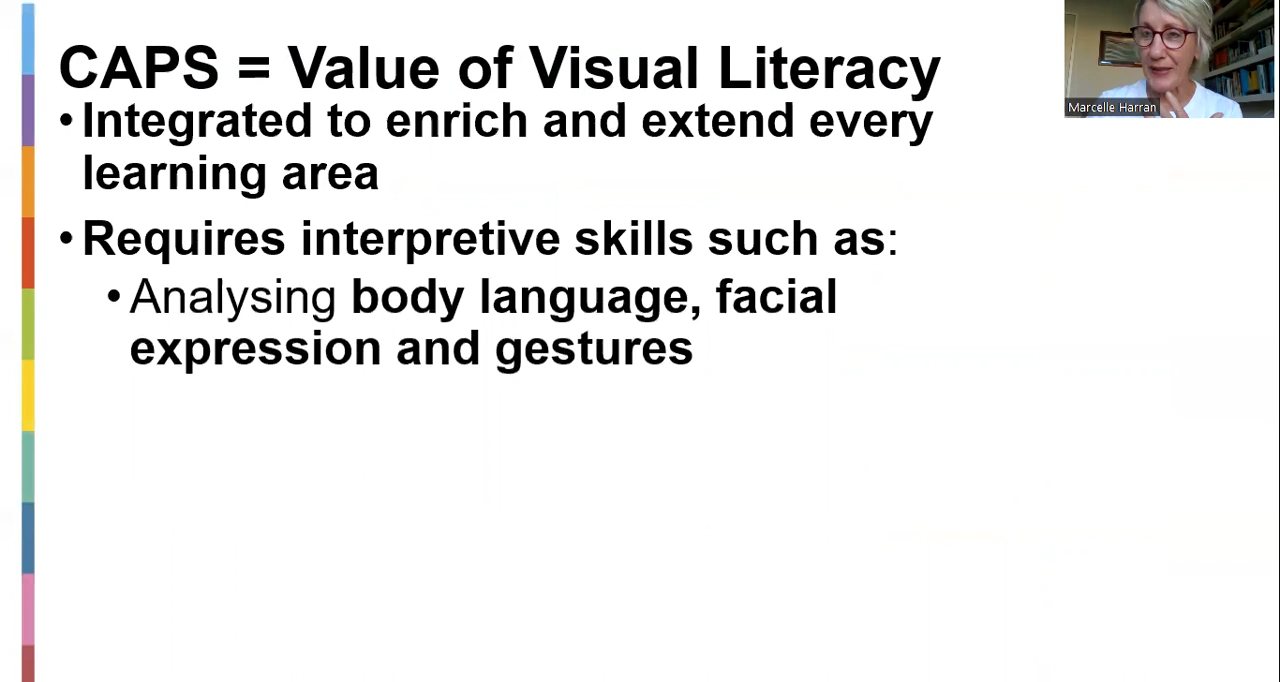 CAPS = Value of Visual Literacy
• Integrated to enrich and extend every
learning area
• Requires interpretive skills such as:
• Analysing body language, facial
expression and gestures
Marcelle Harran